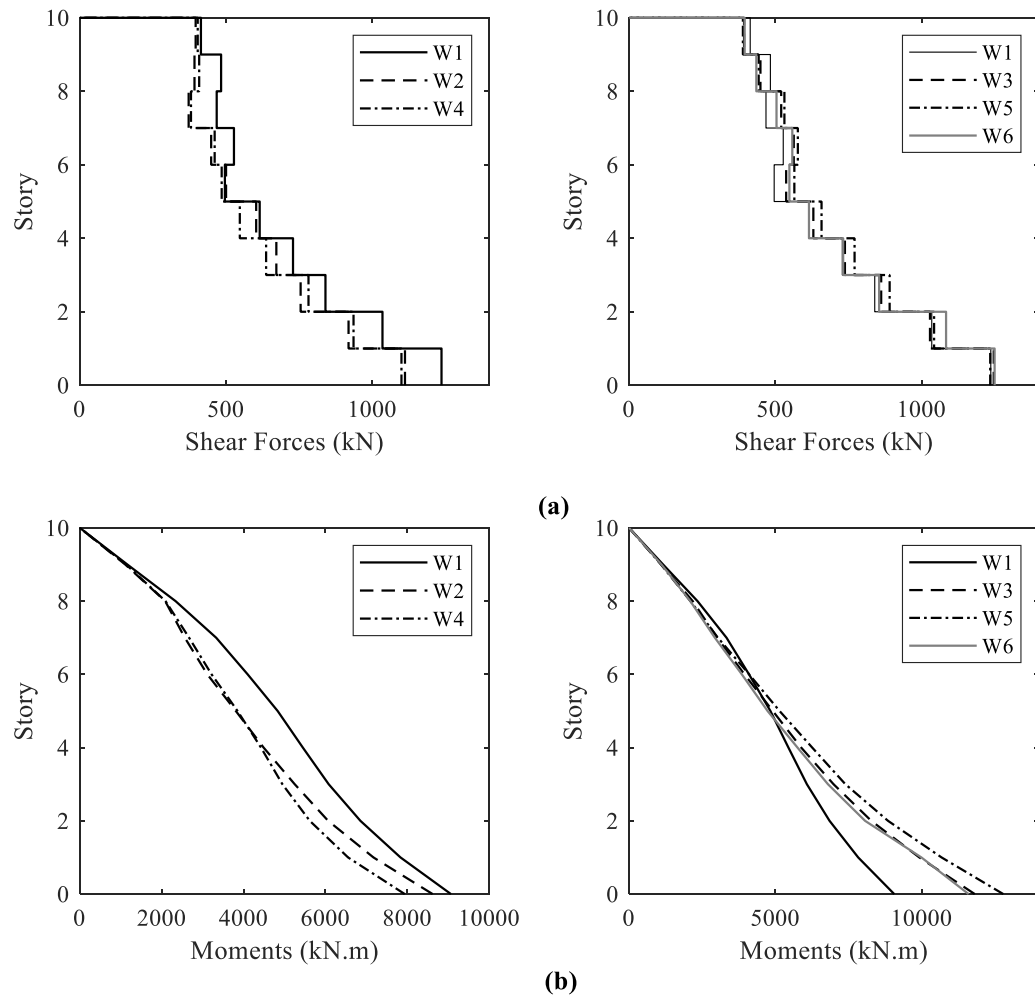 10
8
6
4
2
0
Story
0 500 1000
Shear Forces (kN)
W1
W2
W4
10
8
6
4
2
0
Story
0 500 1000
Shear Forces (kN)
W1
W3
W5
W6
(a)
10
8
6
4
2
0
Story
0 2000 4000 6000 8000 10000
Moments (kN.m)
W1
W2
W4
10
8
6
4
2
0
Story
0 5000 10000
Moments (kN.m)
W1
W3
W5
W6
(b)